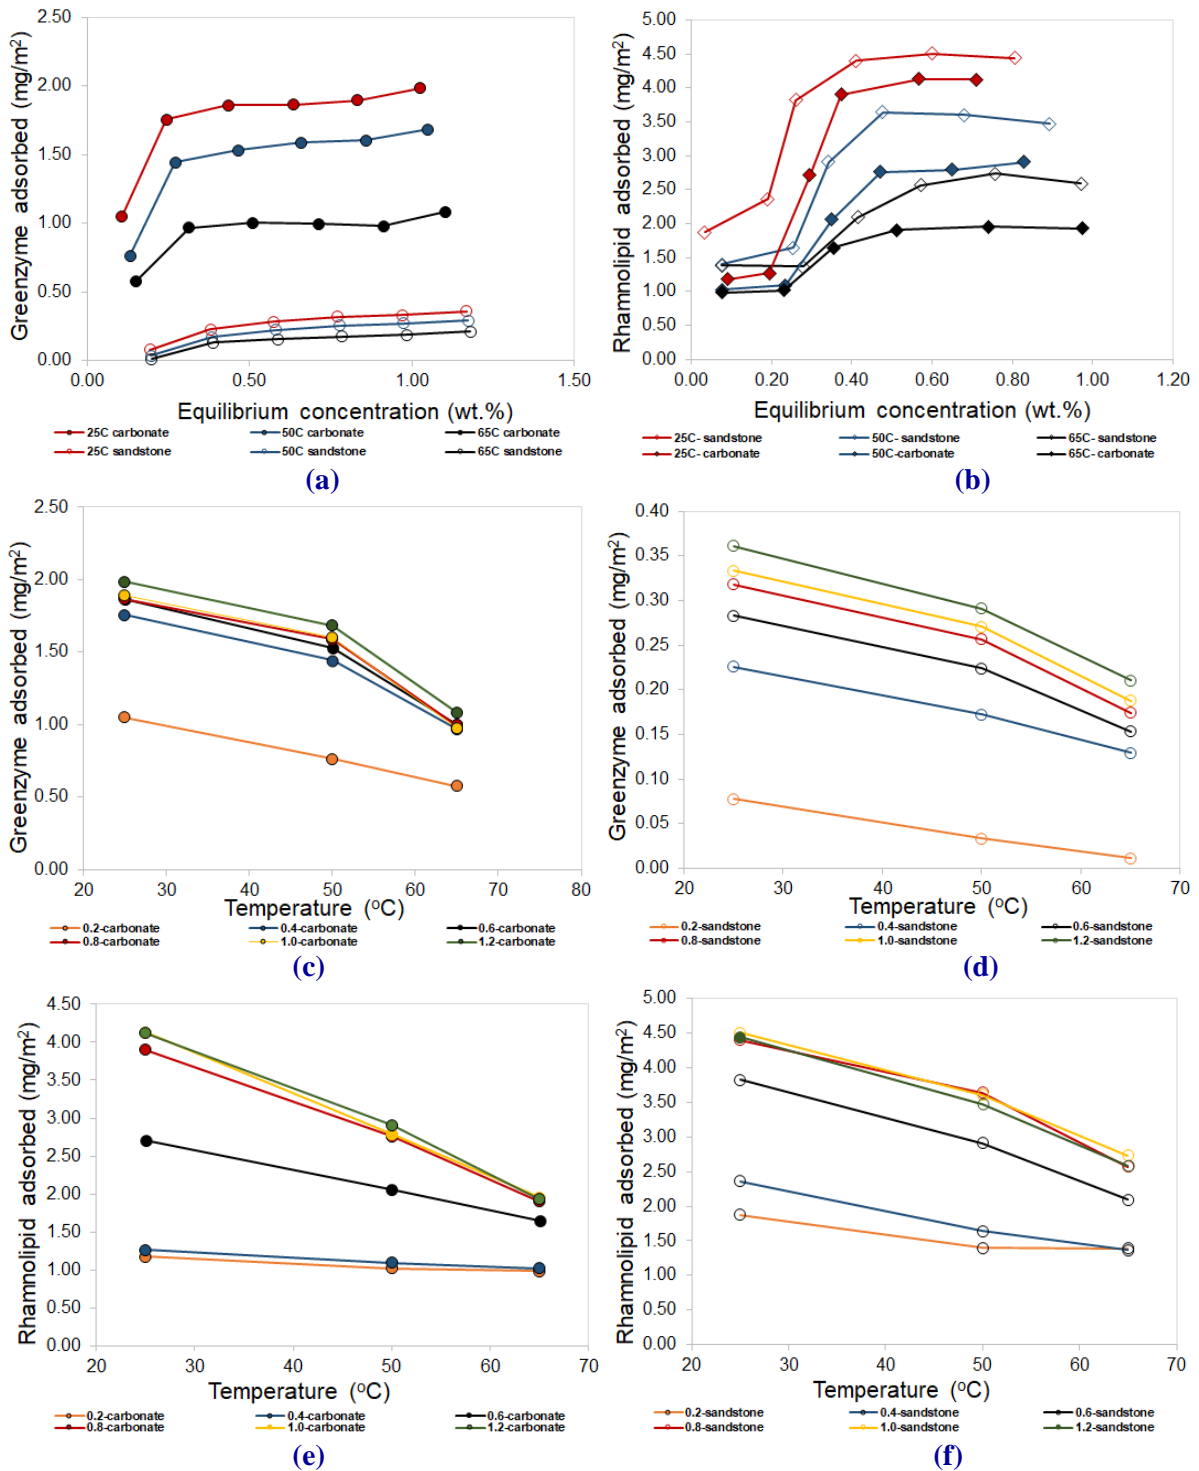 2.50
2.00
1.50
1.00
0.50
0.00
0.00 0.50 1.00 1.50
Greenzyme adsorbed (mg/m2)
Equilibrium concentration (wt.%)
25C carbonate 50C carbonate 65C carbonate
25C sandstone 50C sandstone 65C sandstone
(a)
5.00
4.50
4.00
3.50
3.00
2.50
2.00
1.50
1.00
0.50
0.00
0.00 0.20 0.40 0.60 0.80 1.00 1.20
Rhamnolipid adsorbed (mg/m2)
Equilibrium concentration (wt.%)
25C- sandstone 50C- sandstone 65C- sandstone
25C- carbonate 50C-carbonate 65C- carbonate
(b)
2.50
2.00
1.50
1.00
0.50
0.00
20 30 40 50 60 70 80
Greenzyme adsorbed (mg/m2)
Temperature (oC)
0.2-carbonate 0.4-carbonate 0.6-carbonate
0.8-carbonate 1.0-carbonate 1.2-carbonate
(c)
0.40
0.35
0.30
0.25
0.20
0.15
0.10
0.05
0.00
20 30 40 50 60 70
Greenzyme adsorbed (mg/m2)
Temperature (oC)
0.2-sandstone 0.4-sandstone 0.6-sandstone
0.8-sandstone 1.0-sandstone 1.2-sandstone
(d)
4.50
4.00
3.50
3.00
2.50
2.00
1.50
1.00
0.50
0.00
20 30 40 50 60 70
Rhamnolipid adsorbed (mg/m2)
Temperature (oC)
0.2-carbonate 0.4-carbonate 0.6-carbonate
0.8-carbonate 1.0-carbonate 1.2-carbonate
(e)
5.00
4.50
4.00
3.50
3.00
2.50
2.00
1.50
1.00
0.50
0.00
20 30 40 50 60 70
Rhamnolipid adsorbed (mg/m2)
Temperature (oC)
0.2-sandstone 0.4-sandstone 0.6-sandstone
0.8-sandstone 1.0-sandstone 1.2-sandstone
(f)